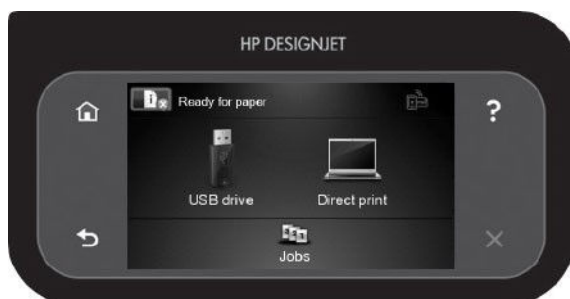 HP DESIGNJET
Ready for paper
?
USB drive
Direct print
Jobs